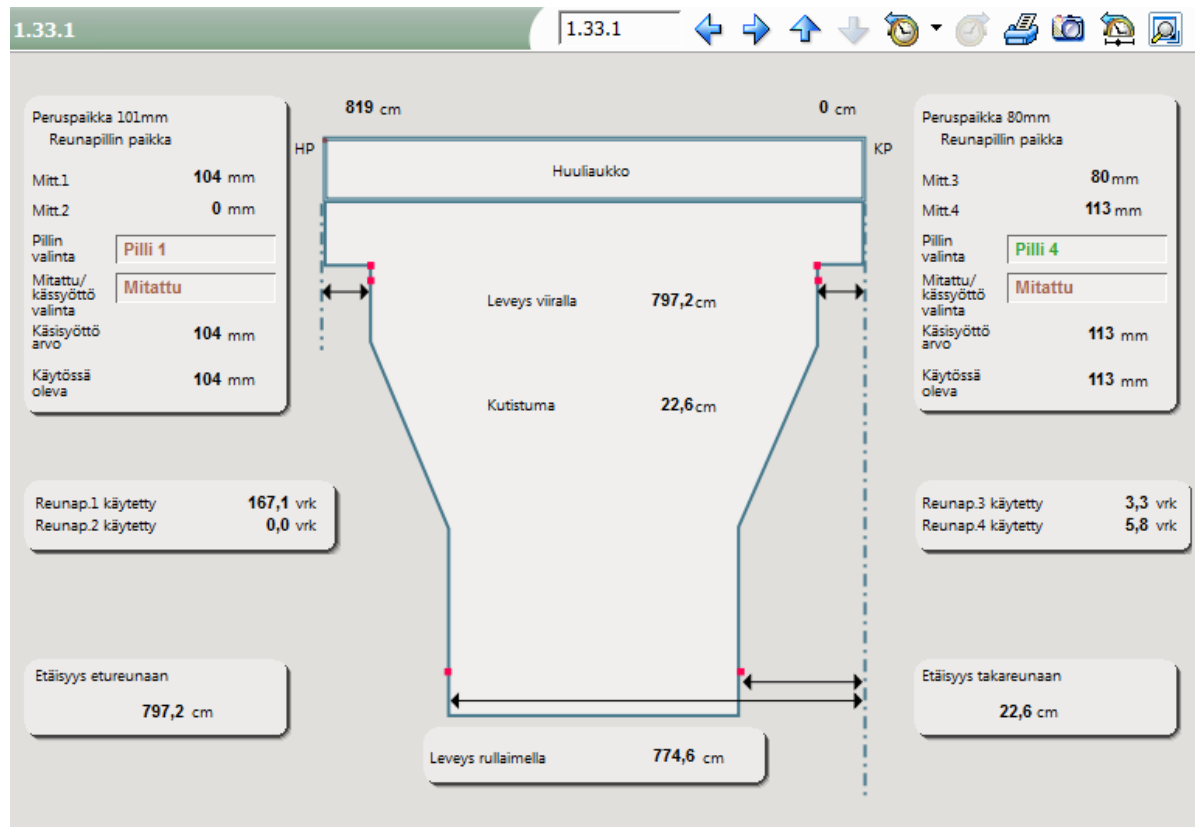 1.33.1
1.33.1
819 cm
0 cm
HP
KP
Huuliaukko
Peruspaikka 101mm
Reunapillin paikka
Mitt.1 104 mm
Mitt.2 0 mm
Pillin
valinta
Pilli 1
Mitattu/
kässyöttö
valinta
Mitattu
Käsisyöttö
arvo
104 mm
Käytössä
oleva
104 mm
Peruspaikka 80mm
Reunapillin paikka
Mitt.3 80 mm
Mitt.4 113 mm
Pillin
valinta
Pilli 4
Mitattu/
kässyöttö
valinta
Mitattu
Käsisyöttö
arvo
113 mm
Käytössä
oleva
113 mm
Leveys viiralla 797,2 cm
Kutistuma 22,6 cm
Reunap.1 käytetty 167,1 vrk
Reunap.2 käytetty 0,0 vrk
Reunap.3 käytetty 3,3 vrk
Reunap.4 käytetty 5,8 vrk
Etäisyys etureunaan
797,2 cm
Etäisyys takareunaan
22,6 cm
Leveys rullaimella 774,6 cm